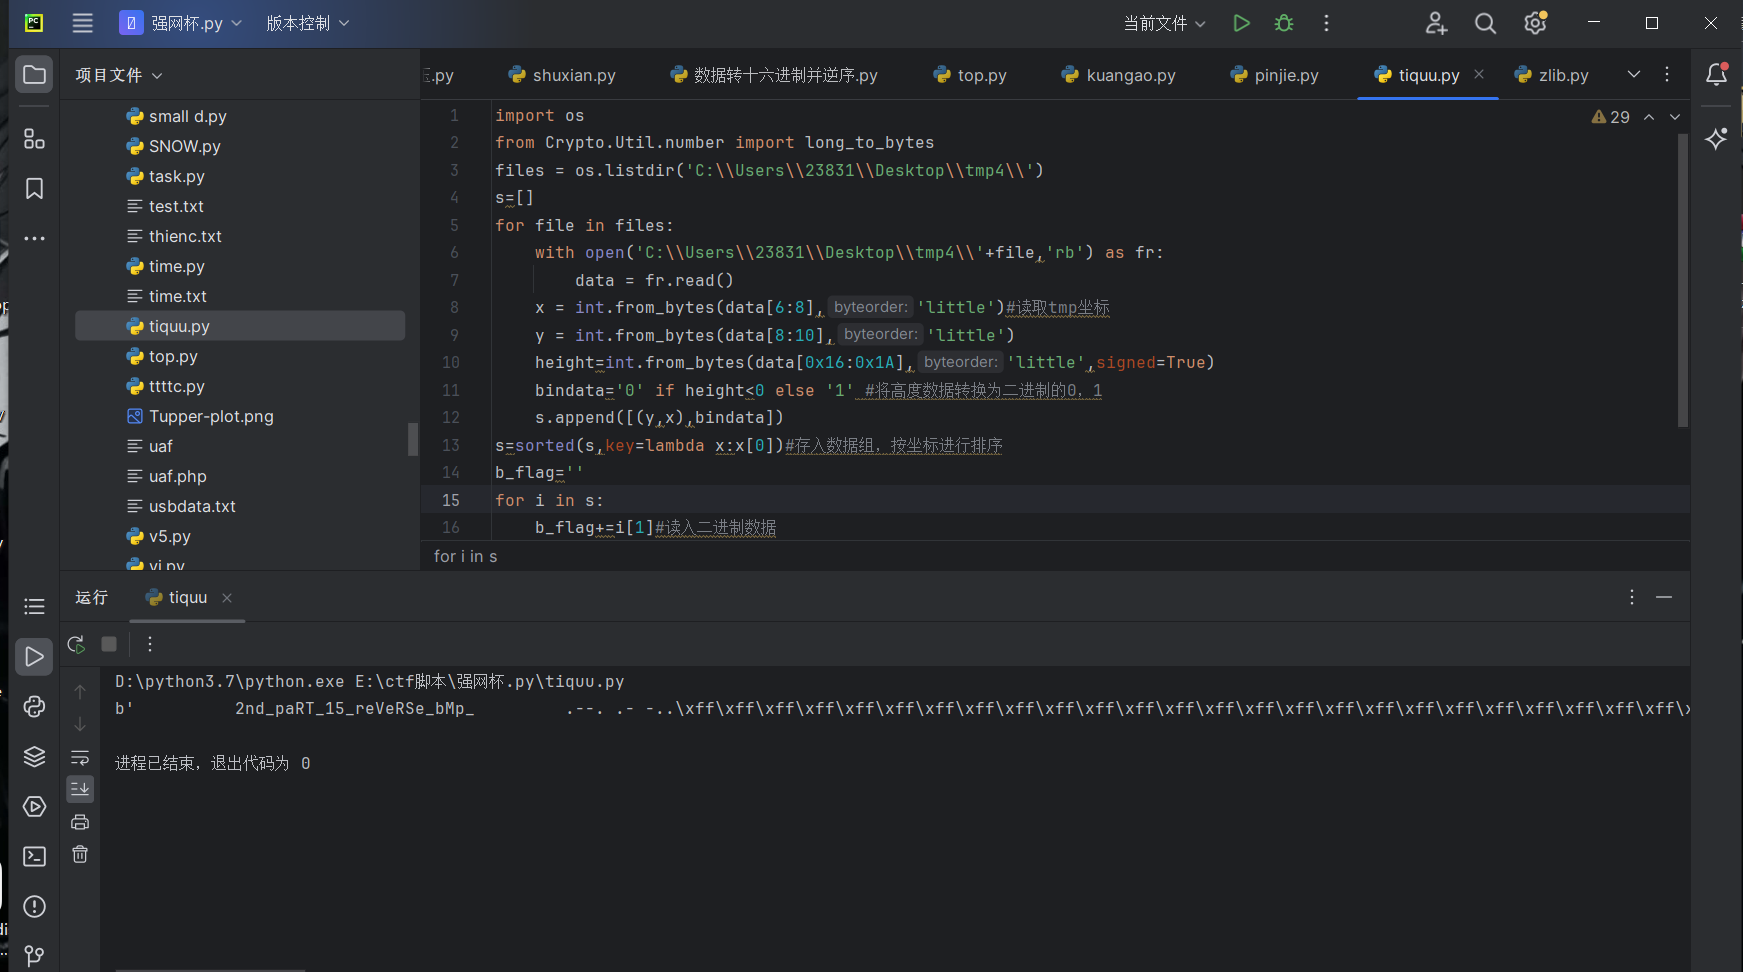 强网杯.py 版本控制 当前文件
项目文件
.py shuxian.py 数据转十六进制并逆序.py top.py kuangao.py pinjie.py tiquu.py zlib.py
small d.py
SNOW.py
task.py
test.txt
thienc.txt
time.py
time.txt
tiquu.py
top.py
ttttc.py
Tupper-plot.png
uaf
uaf.php
usbdata.txt
v5.py
vi.py
29
1 import os
2 from Crypto.Util.number import long_to_bytes
3 files = os.listdir('C:\\Users\\23831\\Desktop\\tmp4\\')
4 s=[]
5 for file in files:
6 with open('C:\\Users\\23831\\Desktop\\tmp4\\'+file,'rb') as fr:
7 data = fr.read()
8 x = int.from_bytes(data[6:8], byteorder: 'little')#读取tmp坐标
9 y = int.from_bytes(data[8:10], byteorder: 'little')
10 height=int.from_bytes(data[0x16:0x1A], byteorder: 'little',signed=True)
11 bindata='0' if height<0 else '1' #将高度数据转换为二进制的0，1
12 s.append([(y,x),bindata])
13 s=sorted(s,key=lambda x:x[0])#存入数据组，按坐标进行排序
14 b_flag=''
15 for i in s:
16 b_flag+=i[1]#读入二进制数据
for i in s
运行 tiquu
D:\python3.7\python.exe E:\ctf脚本\强网杯.py\tiquu.py
b' 2nd_paRT_15_reVeRSe_bMp_ .--. .- -..\xff\xff\xff\xff\xff\xff\xff\xff\xff\xff\xff\xff\xff\xff\xff\xff\xff\xff\xff\xff\xff\xff\xff\xff\xff\x
进程已结束，退出代码为 0